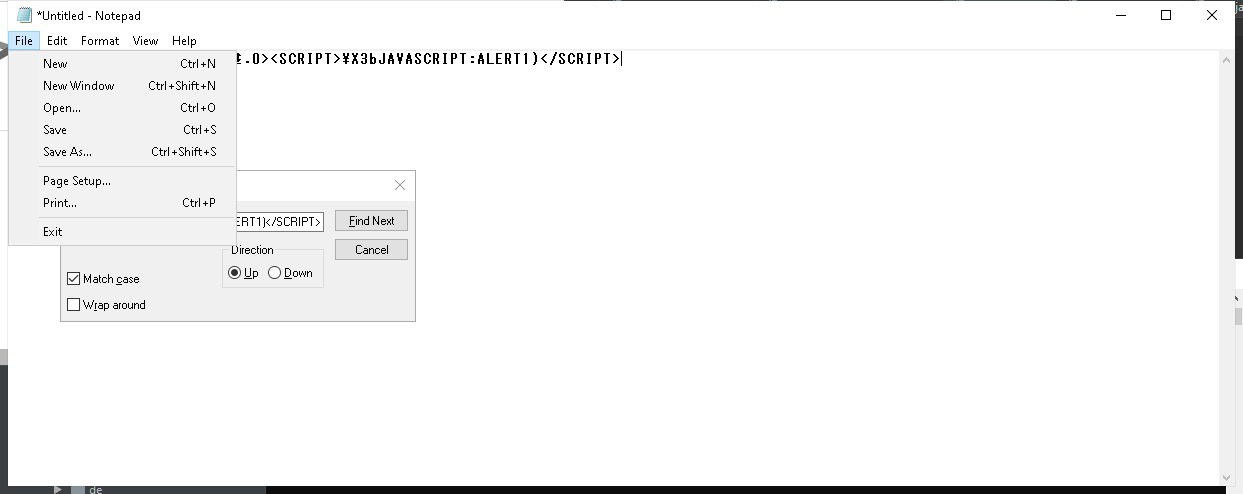 *Untitled - Notepad
File Edit Format View Help
.0><SCRIPT>¥X3bJAVASCRIPT:ALERT1)</SCRIPT>
New Ctrl+N
New Window Ctrl+Shift+N
Open... Ctrl+O
Save Ctrl+S
Save As... Ctrl+Shift+S
Page Setup...
Print... Ctrl+P
Exit
ERT1)</SCRIPT> Find Next
Cancel
Direction
Up Down
Match case
Wrap around
de